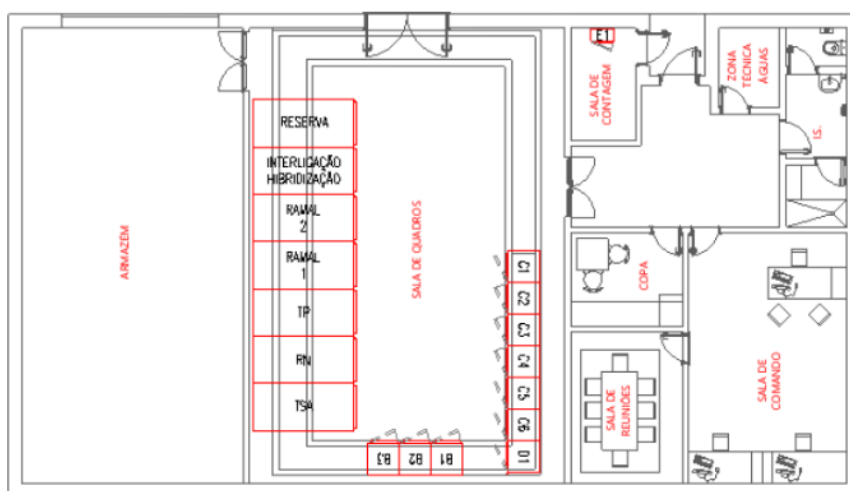 E1
SALA DE
CONTAGEM
ZONA
TÉCNICA
ÁGUAS
IS.
RESERVA
INTERLIGAÇÃO
HIBRIDIZAÇÃO
RAMAL
2
RAMAL
1
TP
RN
TSA
ARMAZÉM
SALA DE QUADROS
C1
C2
C3
C4
C5
C6
D1
B3
B2
B1
COPA
SALA DE
REUNIÕES
SALA DE
COMANDO